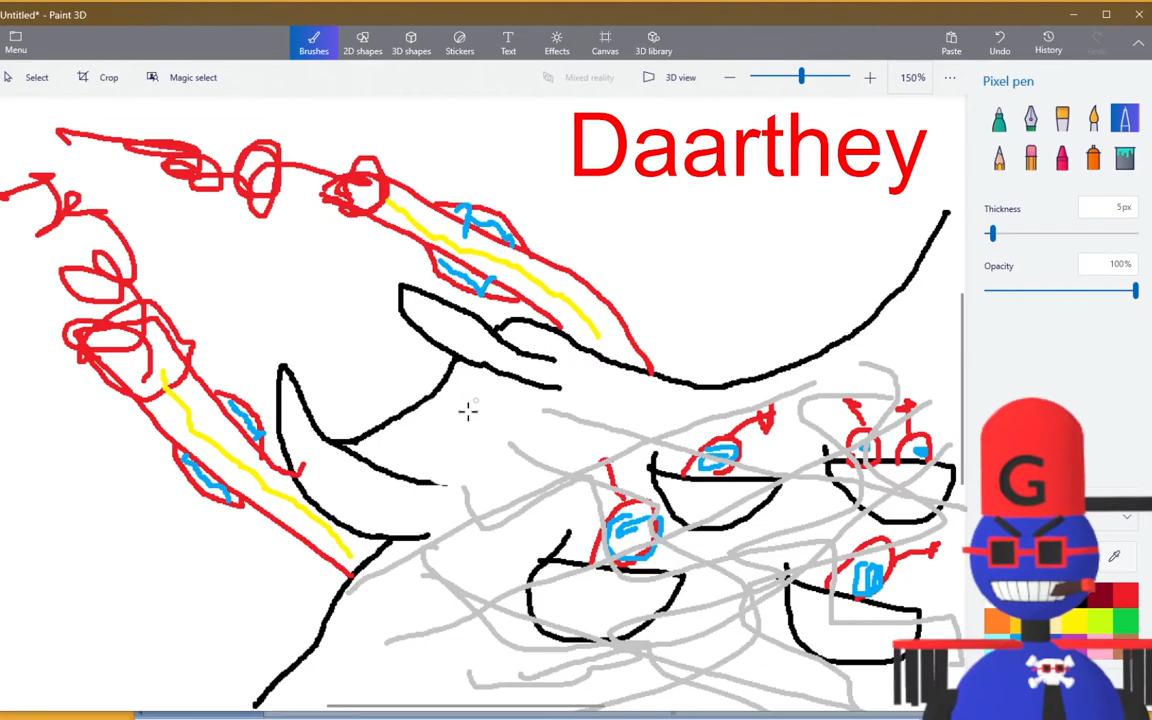 Untitled* - Paint 3D
Menu
Brushes
2D shapes
3D shapes
Stickers
Text
Effects
Canvas
3D library
Paste
Undo
History
Redo
Select
Crop
Magic select
Mixed reality
3D view
150%
Pixel pen
Thickness
5px
Opacity
100%
Daarthey
G